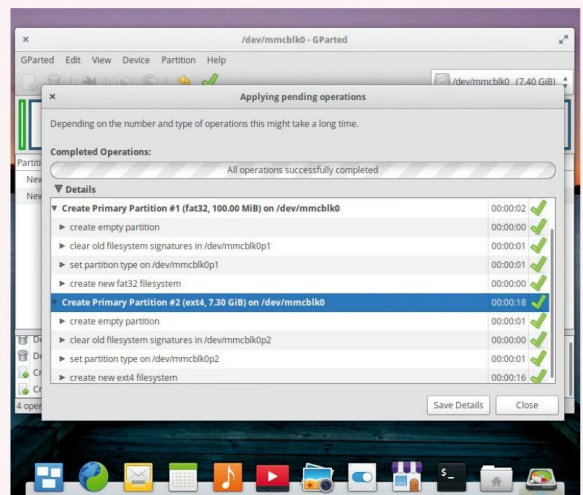 /dev/mmcblk0 - GParted
GParted Edit View Device Partition Help
/dev/mmcblk0 (7.40 GiB)
Applying pending operations
Depending on the number and type of operations this might take a long time.
Completed Operations:
All operations successfully completed
Details
Create Primary Partition #1 (fat32, 100.00 MiB) on /dev/mmcblk0 00:00:02
create empty partition 00:00:00
clear old filesystem signatures in /dev/mmcblk0p1 00:00:01
set partition type on /dev/mmcblk0p1 00:00:01
create new fat32 filesystem 00:00:00
Create Primary Partition #2 (ext4, 7.30 GiB) on /dev/mmcblk0 00:00:18
create empty partition 00:00:01
clear old filesystem signatures in /dev/mmcblk0p2 00:00:00
set partition type on /dev/mmcblk0p2 00:00:01
create new ext4 filesystem 00:00:16
Save Details Close
Partiti
New
New
De
De
Cr
Cr
4 oper
$_